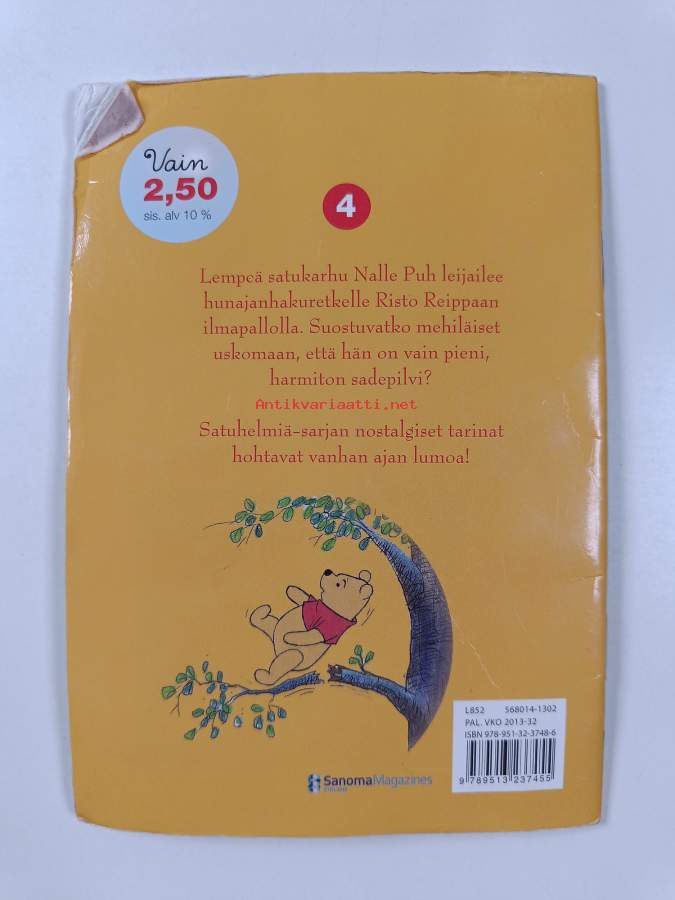 Vain
2,50
sis. alv 10 %
4
Lempeä satukarhu Nalle Puh leijailee
hunajanhakuretkelle Risto Reippaan
ilmapallolla. Suostuvatko mehiläiset
uskomaan, että hän on vain pieni,
harmiton sadepilvi?
Antikvariaatti.net
Satuhelmiä-sarjan nostalgiset tarinat
hohtavat vanhan ajan lumoa!
L852 568014-1302
PAL. VKO 2013-32
ISBN 978-951-32-3748-6
9 789513 237455
SanomaMagazines
FINLAND